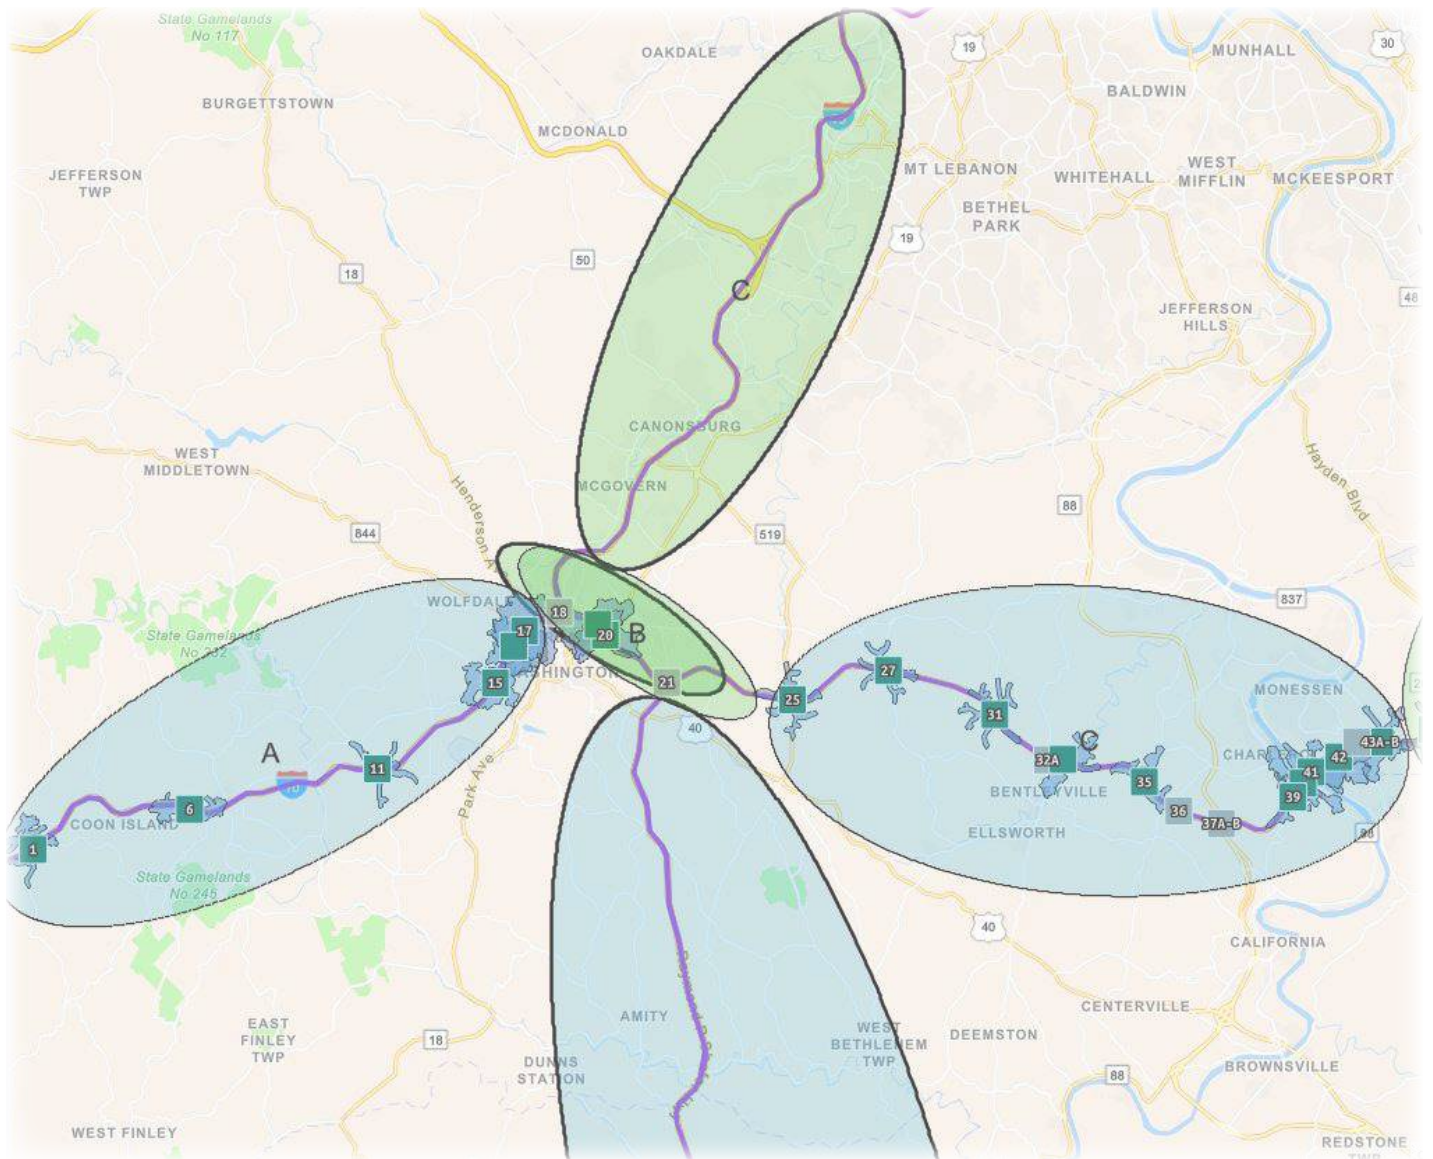 State Gamelands
No 117
OAKDALE
19
MUNHALL
30
BURGETTSTOWN
BALDWIN
MCDONALD
JEFFERSON
TWP
MT LEBANON
WHITEHALL
WEST
MIFFLIN
MCKEESPORT
BETHEL
PARK
19
50
18
C
48
JEFFERSON
HILLS
CANONSBURG
WEST
MIDDLETOWN
MCGOVERN
Henderson Av
Hayden Blvd
88
844
519
837
WOLFDALE
18
17
20
B
State Gamelands
No 232
ASHINGTON
15
21
25
27
MONESSEN
31
40
A
C
42
43A-B
11
32A
41
35
BENTLEYVILLE
39
6
36
COON ISLAND
37A-B
ELLSWORTH
88
1
Park Ave
State Gamelands
No 245
40
CALIFORNIA
AMITY
CENTERVILLE
EAST
FINLEY
TWP
18
WEST
BETHLEHEM
TWP
DEEMSTON
DUNNS
STATION
88
BROWNSVILLE
WEST FINLEY
REDSTONE
TWP